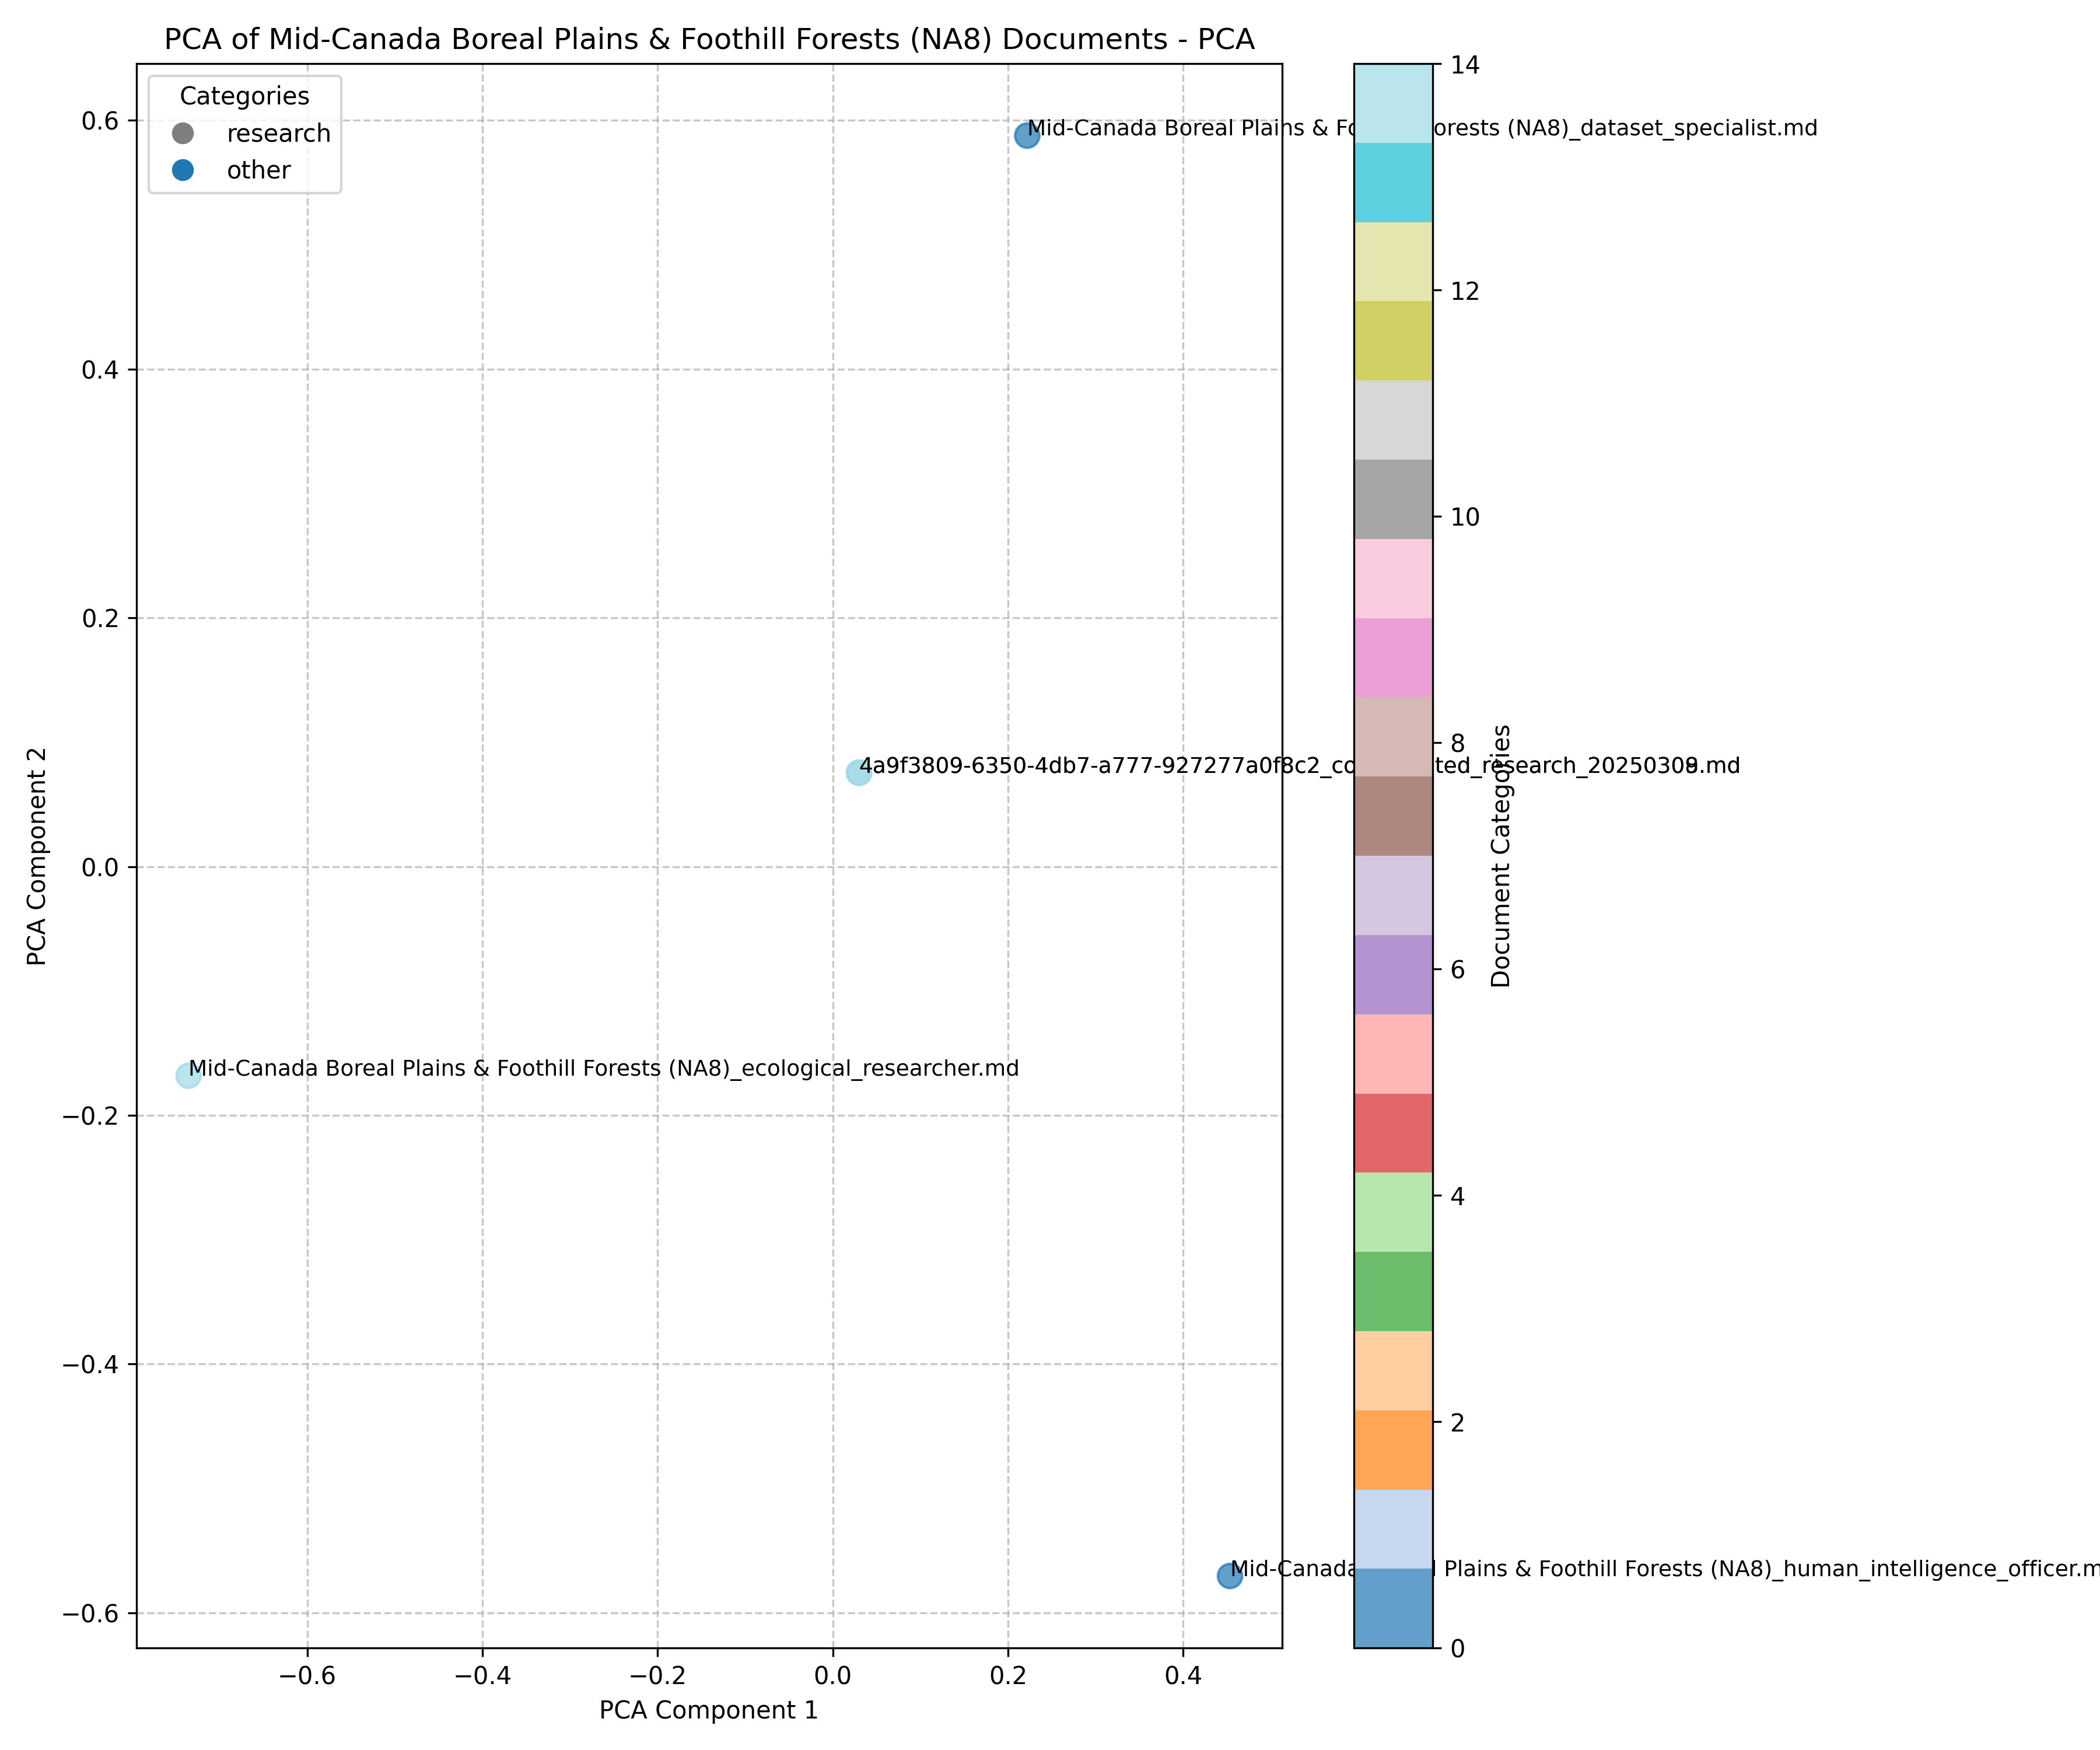 PCA of Mid-Canada Boreal Plains & Foothill Forests (NA8) Documents - PCA
Categories
research
other
Mid-Canada Boreal Plains & Fo orests (NA8)_dataset_specialist.md
4a9f3809-6350-4db7-a777-927277a0f8c2_co ted_research_2025030 .md
Mid-Canada Boreal Plains & Foothill Forests (NA8)_ecological_researcher.md
Mid-Canada l Plains & Foothill Forests (NA8)_human_intelligence_officer.m
0.6
0.4
0.2
0.0
−0.2
−0.4
−0.6
PCA Component 2
−0.6 −0.4 −0.2 0.0 0.2 0.4
PCA Component 1
14
12
10
8
6
4
2
0
Document Categories